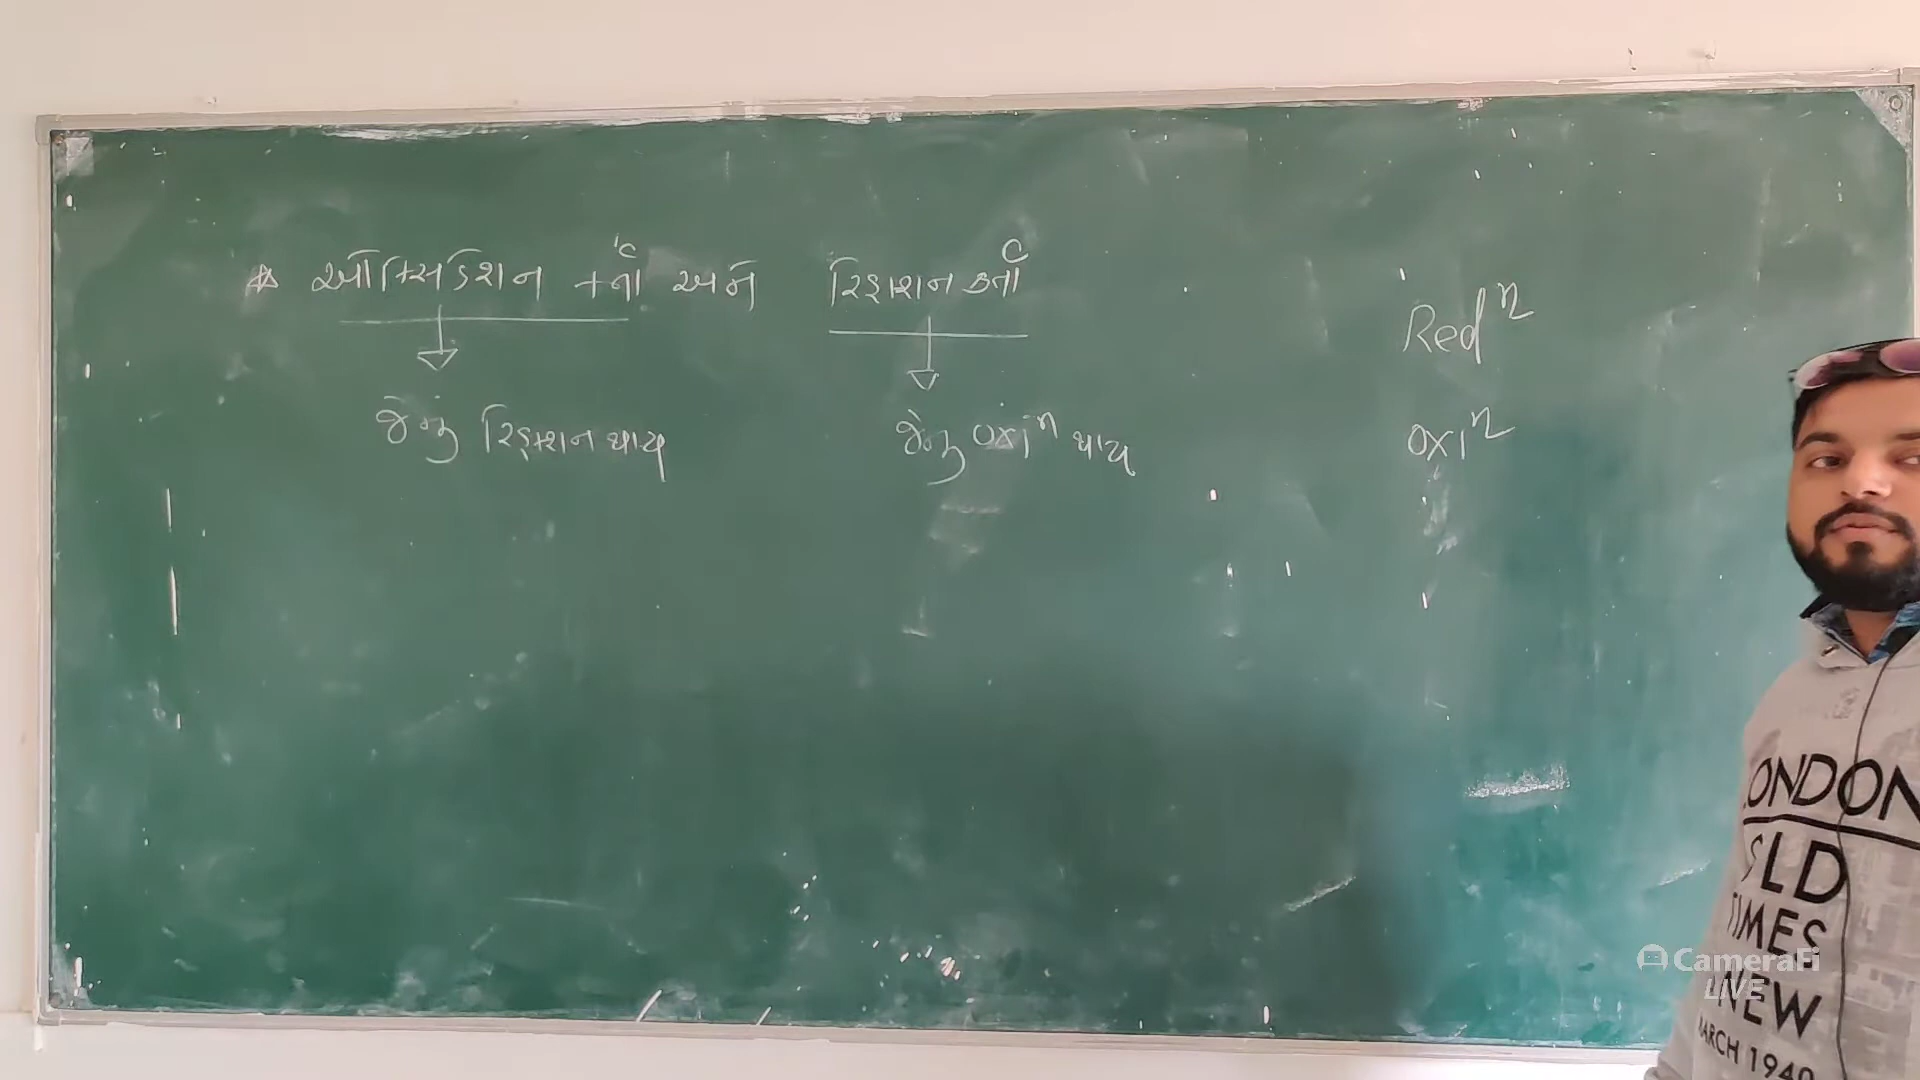 * ઓક્સિડેશન કર્તા અને રિડક્શન કર્તા
જેનુ રિડક્શન થાય જેનુ oxiⁿ થાય
Redⁿ
oxiⁿ
LONDON
OLD
TIMES
NEW
MARCH 1940
CameraFi
LIVE